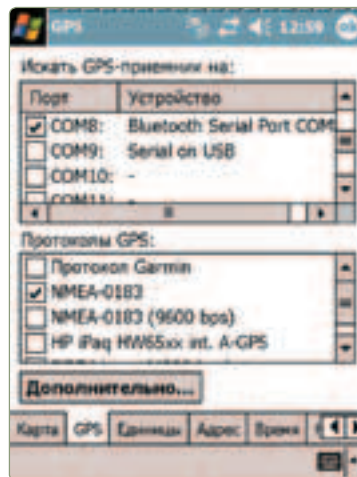 GPS 12:59 ok
Искать GPS-приемник на:
Порт Устройство
COM8: Bluetooth Serial Port COM
COM9: Serial on USB
COM10: -
COM11: -
Протоколы GPS:
Протокол Garmin
NMEA-0183
NMEA-0183 (9600 bps)
HP iPaq HW65xx int. A-GPS
Дополнительно...
Карта GPS Единицы Адрес Время